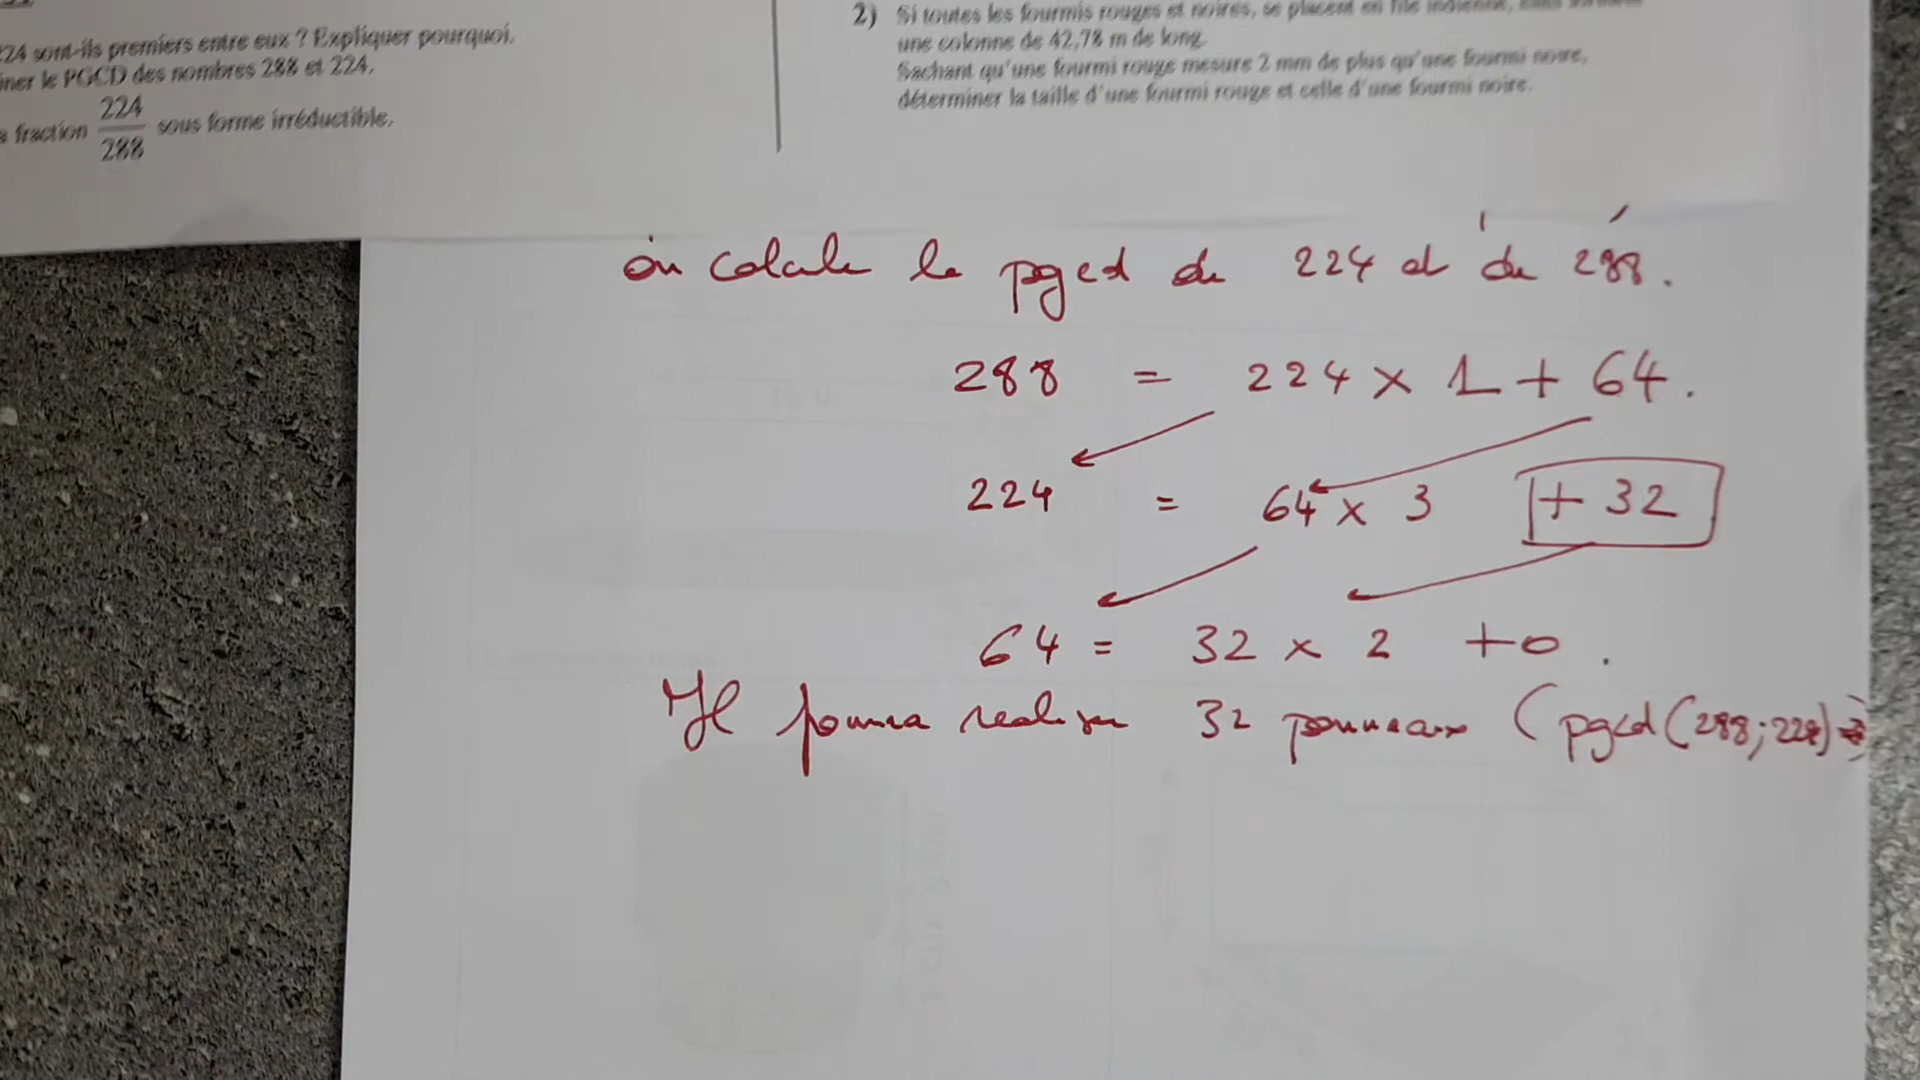 224 sont-ils premiers entre eux ? Expliquer pourquoi.
iner le PGCD des nombres 288 et 224.
a fraction 224/288 sous forme irréductible.
2) Si toutes les fourmis rouges et noires, se placent en file indienne,
une colonne de 42,78 m de long.
Sachant qu'une fourmi rouge mesure 2 mm de plus qu'une fourmi noire,
déterminer la taille d'une fourmi rouge et celle d'une fourmi noire.
on calcule le pgcd de 224 et de 288.
288 = 224 x 1 + 64.
224 = 64 x 3 + 32
64 = 32 x 2 + 0.
Il pourra realiser 32 panneaux (pgcd (288; 224)